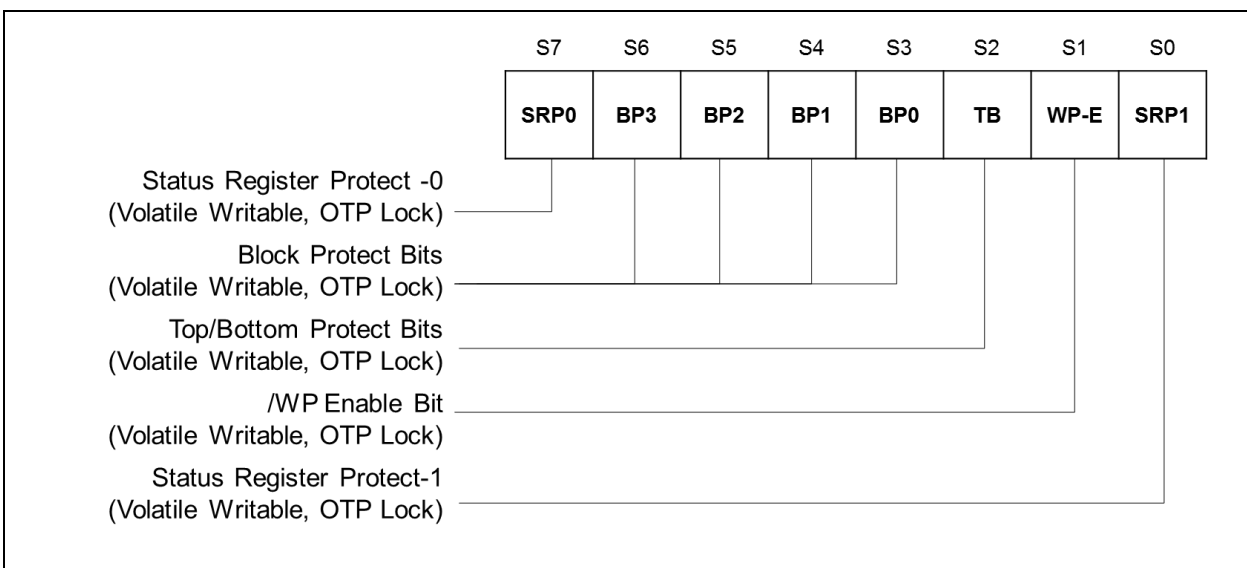 S7 S6 S5 S4 S3 S2 S1 S0
SRP0 BP3 BP2 BP1 BP0 TB WP-E SRP1
Status Register Protect -0
(Volatile Writable, OTP Lock)
Block Protect Bits
(Volatile Writable, OTP Lock)
Top/Bottom Protect Bits
(Volatile Writable, OTP Lock)
/WP Enable Bit
(Volatile Writable, OTP Lock)
Status Register Protect-1
(Volatile Writable, OTP Lock)